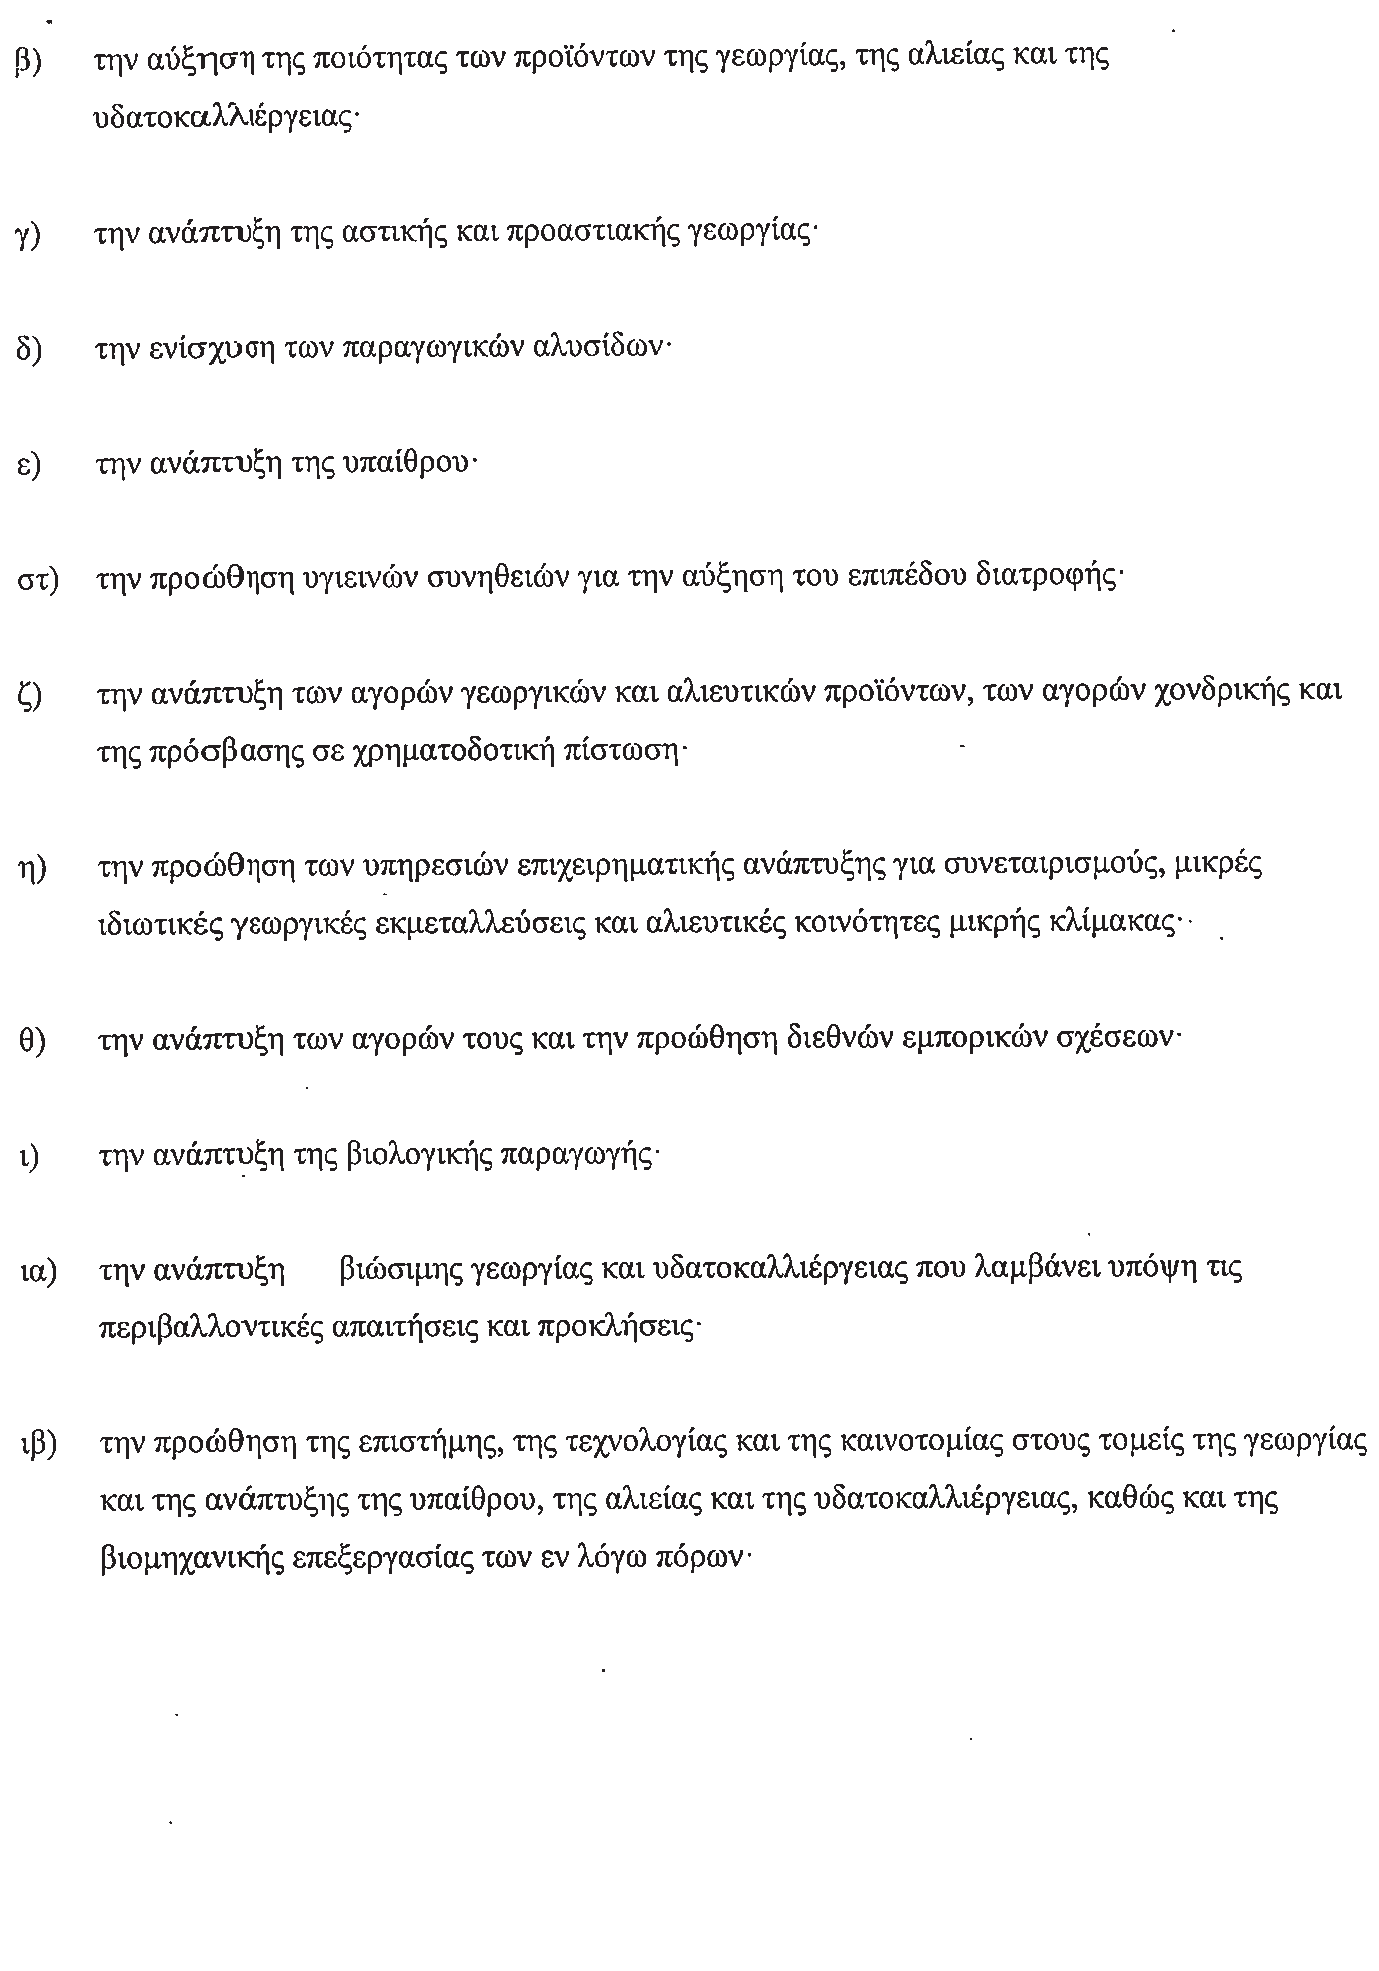 β) την αύξηση της ποιότητας των προϊόντων της γεωργίας, της αλιείας και της
υδατοκαλλιέργειας·
γ) την ανάπτυξη της αστικής και προαστιακής γεωργίας·
δ) την ενίσχυση των παραγωγικών αλυσίδων·
ε) την ανάπτυξη της υπαίθρου·
στ) την προώθηση υγιεινών συνηθειών για την αύξηση του επιπέδου διατροφής·
ζ) την ανάπτυξη των αγορών γεωργικών και αλιευτικών προϊόντων, των αγορών χονδρικής και
της πρόσβασης σε χρηματοδοτική πίστωση·
η) την προώθηση των υπηρεσιών επιχειρηματικής ανάπτυξης για συνεταιρισμούς, μικρές
ιδιωτικές γεωργικές εκμεταλλεύσεις και αλιευτικές κοινότητες μικρής κλίμακας·
θ) την ανάπτυξη των αγορών τους και την προώθηση διεθνών εμπορικών σχέσεων·
ι) την ανάπτυξη της βιολογικής παραγωγής·
ια) την ανάπτυξη βιώσιμης γεωργίας και υδατοκαλλιέργειας που λαμβάνει υπόψη τις
περιβαλλοντικές απαιτήσεις και προκλήσεις·
ιβ) την προώθηση της επιστήμης, της τεχνολογίας και της καινοτομίας στους τομείς της γεωργίας
και της ανάπτυξης της υπαίθρου, της αλιείας και της υδατοκαλλιέργειας, καθώς και της
βιομηχανικής επεξεργασίας των εν λόγω πόρων·